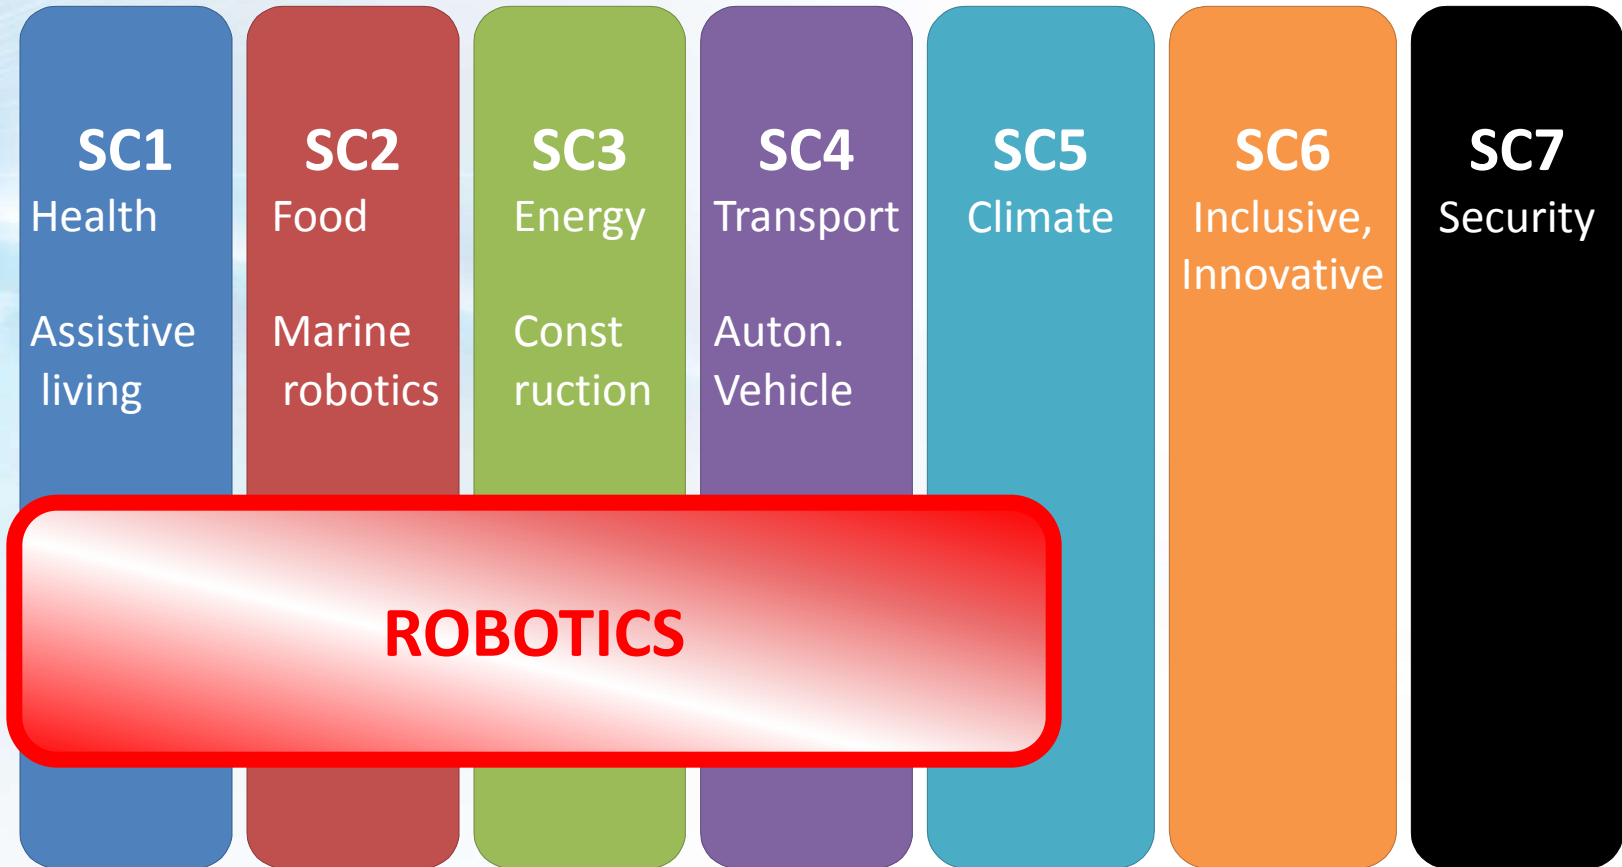 SC1
Health
Assistive
living
SC2
Food
Marine
robotics
SC3
Energy
Const
ruction
SC4
Transport
Auton.
Vehicle
SC5
Climate
SC6
Inclusive,
Innovative
SC7
Security
ROBOTICS